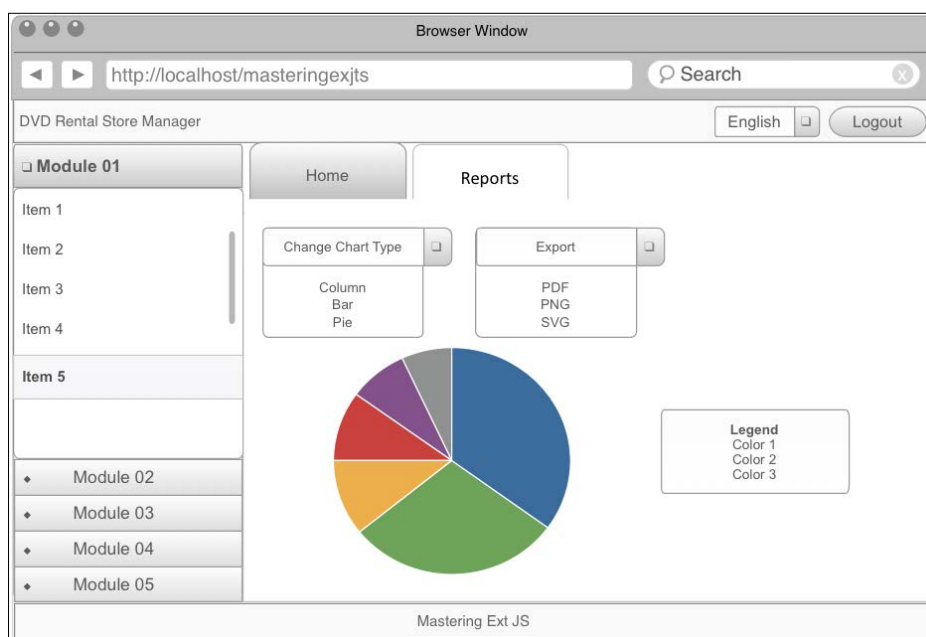 Browser Window
http://localhost/masteringexjts
Search
X
DVD Rental Store Manager
English
Logout
Module 01
Item 1
Item 2
Item 3
Item 4
Item 5
Module 02
Module 03
Module 04
Module 05
Home
Reports
Change Chart Type
Column
Bar
Pie
Export
PDF
PNG
SVG
Legend
Color 1
Color 2
Color 3
Mastering Ext JS